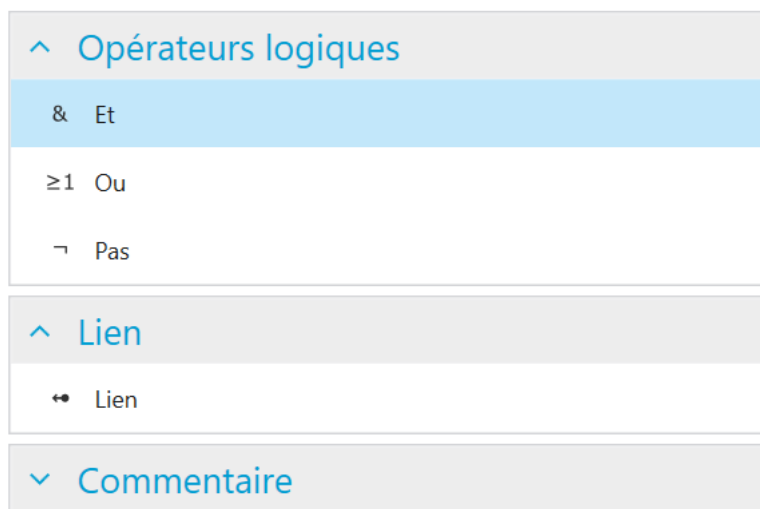 Opérateurs logiques
& Et
≥1 Ou
¬ Pas
Lien
Lien
Commentaire